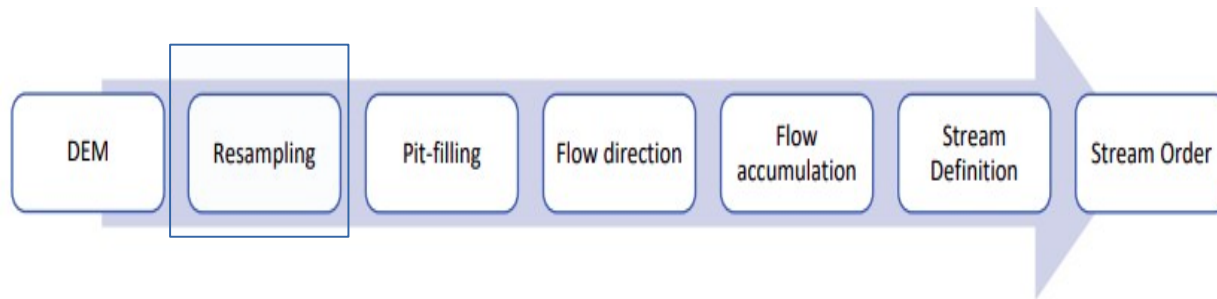 DEM
Resampling
Pit-filling
Flow direction
Flow
accumulation
Stream
Definition
Stream Order